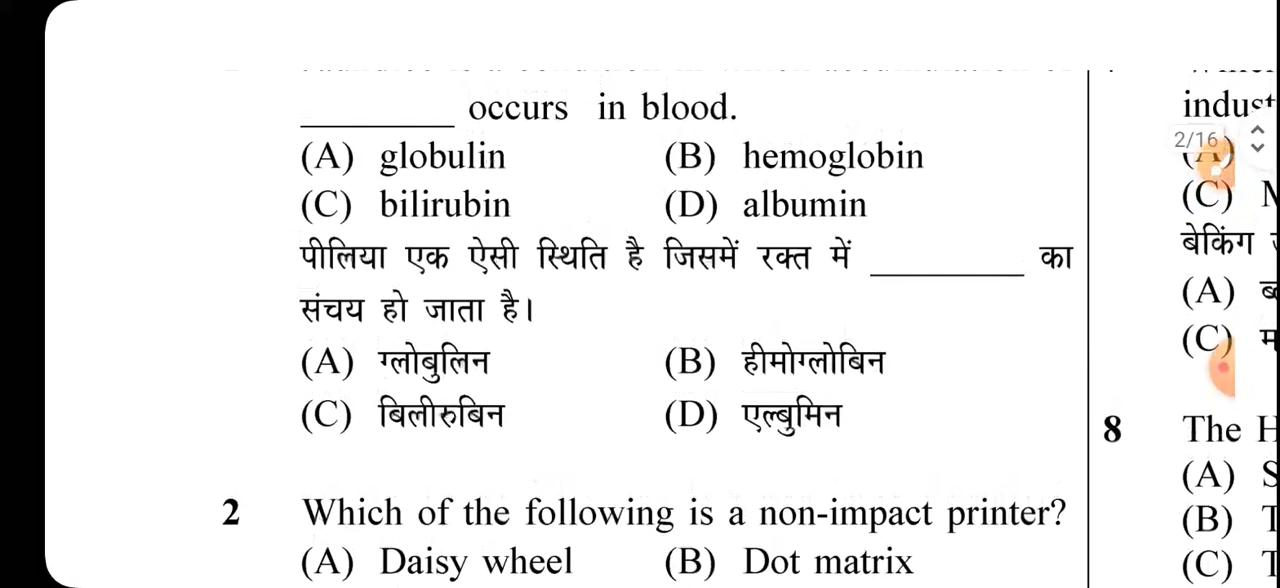 occurs in blood.
(A) globulin (B) hemoglobin
(C) bilirubin (D) albumin
पीलिया एक ऐसी स्थिति है जिसमें रक्त में ________ का
संचय हो जाता है।
(A) ग्लोबुलिन (B) हीमोग्लोबिन
(C) बिलीरुबिन (D) एल्बुमिन
2 Which of the following is a non-impact printer?
(A) Daisy wheel (B) Dot matrix
2/16
(A)
(C)
बेकिंग
(A)
(C)
8 The
(A)
(B)
(C)